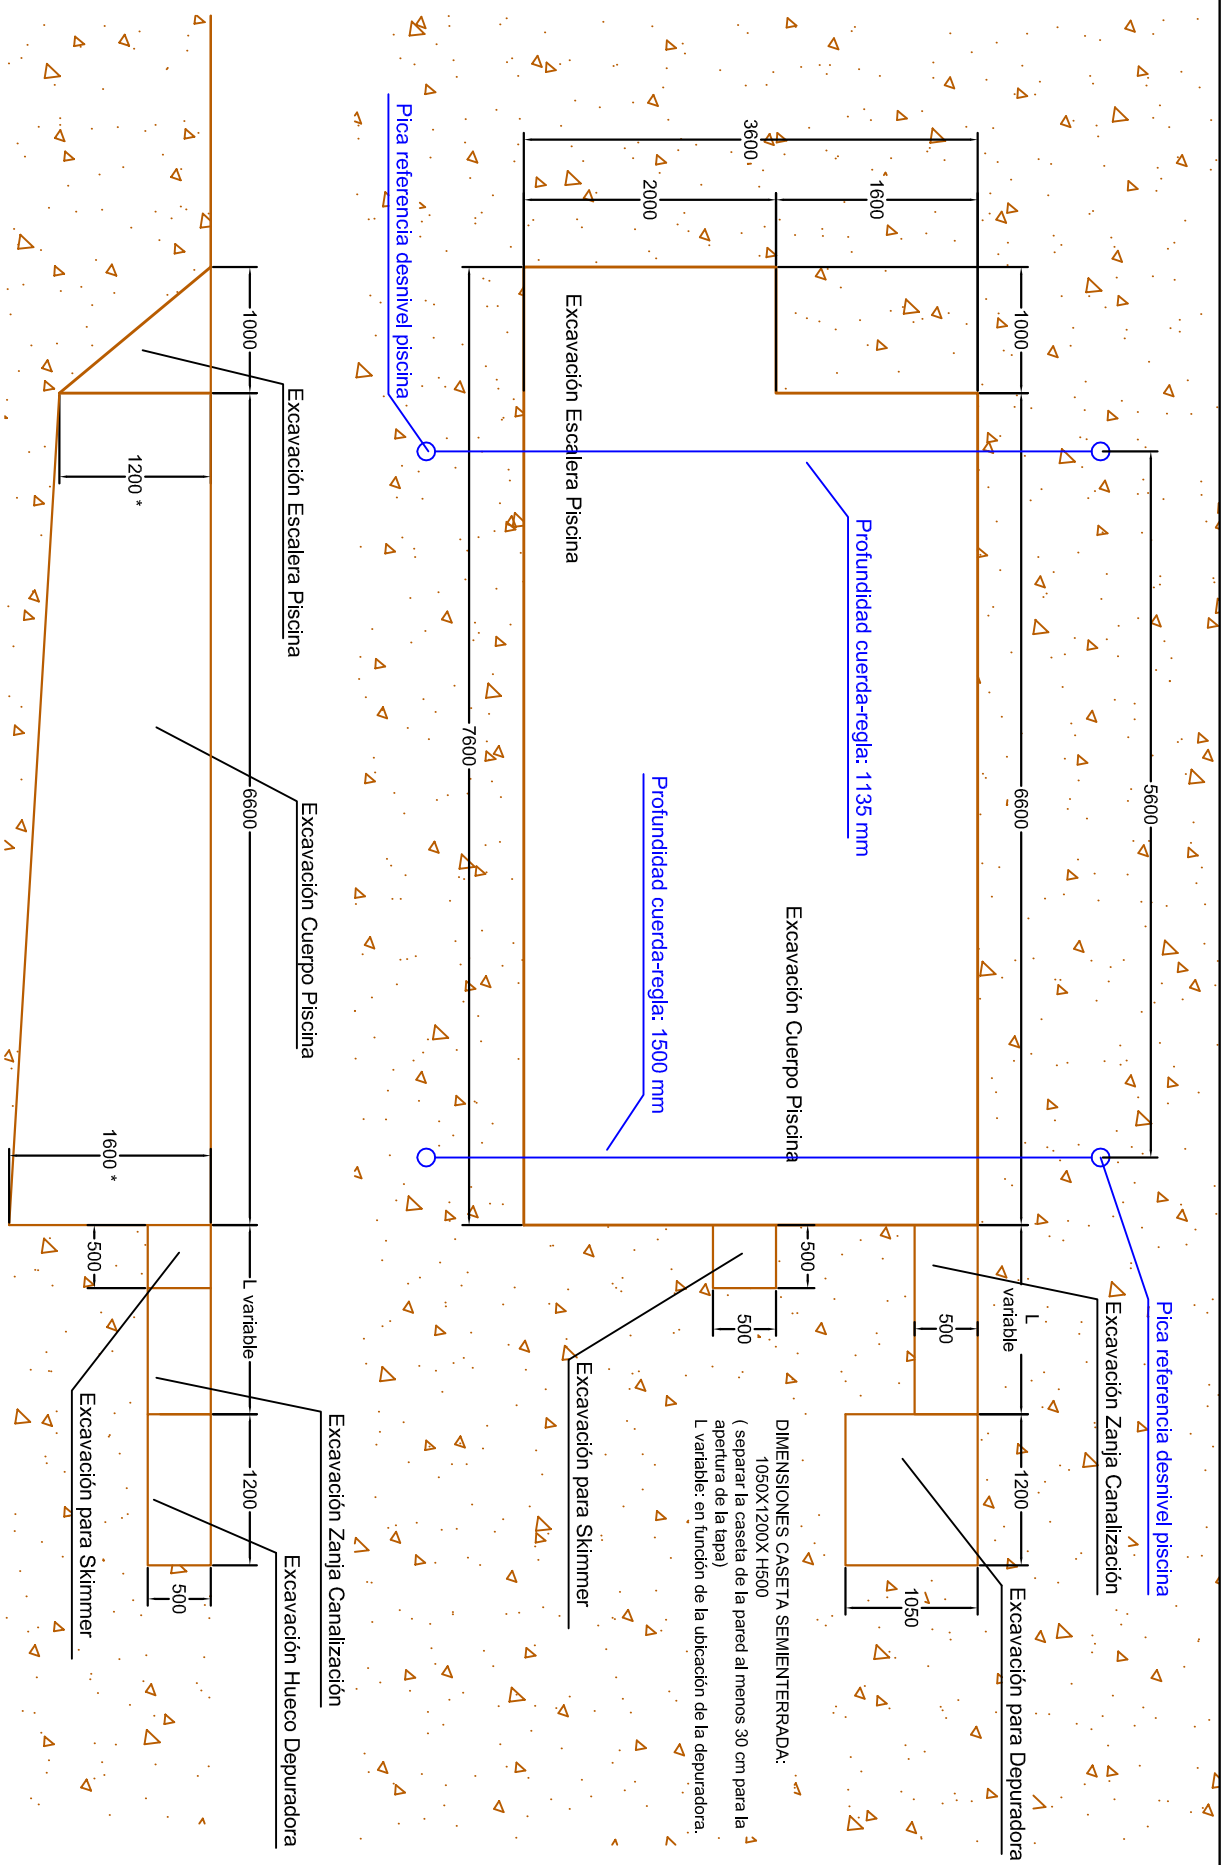 Pica referencia desnivel piscina
5600
Excavación Zanja Canalización
1000
6600
L
variable
1200
Excavación para Depuradora
1600
3600
2000
Profundidad cuerda-regla: 1135 mm
500
1050
Excavación Cuerpo Piscina
500
500
DIMENSIONES CASETA SEMIENTERRADA:
1050X1200X H500
( separar la caseta de la pared al menos 30 cm para la
apertura de la tapa)
L variable: en función de la ubicación de la depuradora.
Profundidad cuerda-regla: 1500 mm
Excavación Escalera Piscina
Excavación para Skimmer
7600
Pica referencia desnivel piscina
Excavación Cuerpo Piscina
Excavación Zanja Canalización
Excavación Escalera Piscina
Excavación Hueco Depuradora
1000
6600
L variable
1200
500
1200 *
1600 *
500
Excavación para Skimmer